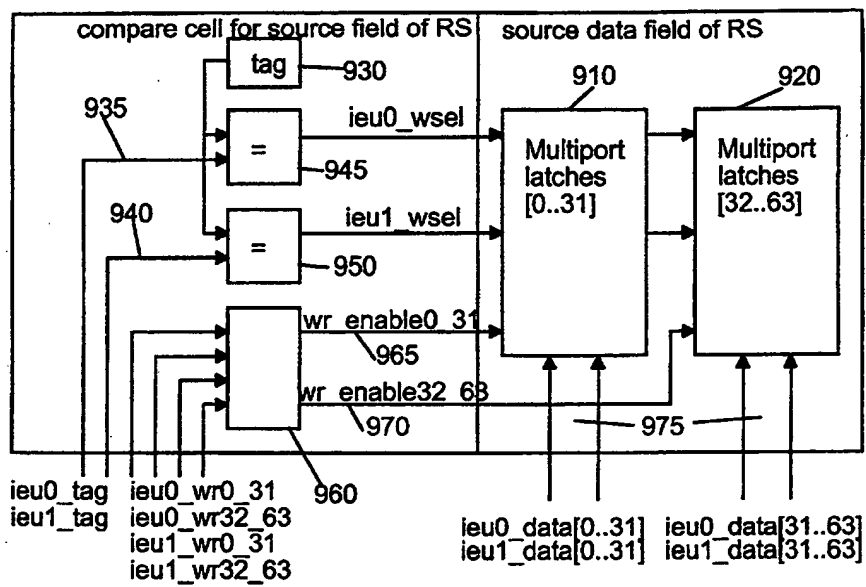 compare cell for source field of RS
source data field of RS
tag
930
910
920
935
ieu0_wsel
=
945
Multiport
latches
[0..31]
Multiport
latches
[32..63]
940
ieu1_wsel
=
950
wr_enable0_31
965
wr_enable32_63
970
975
960
ieu0_tag
ieu1_tag
ieu0_wr0_31
ieu0_wr32_63
ieu1_wr0_31
ieu1_wr32_63
ieu0_data[0..31]
ieu1_data[0..31]
ieu0_data[31..63]
ieu1_data[31..63]